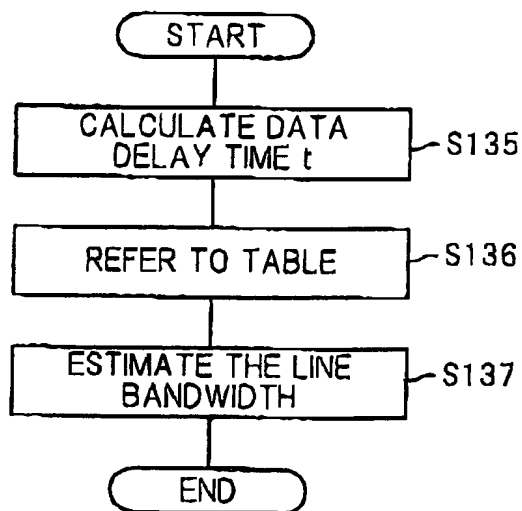 START
CALCULATE DATA
DELAY TIME t
S135
REFER TO TABLE
S136
ESTIMATE THE LINE
BANDWIDTH
S137
END